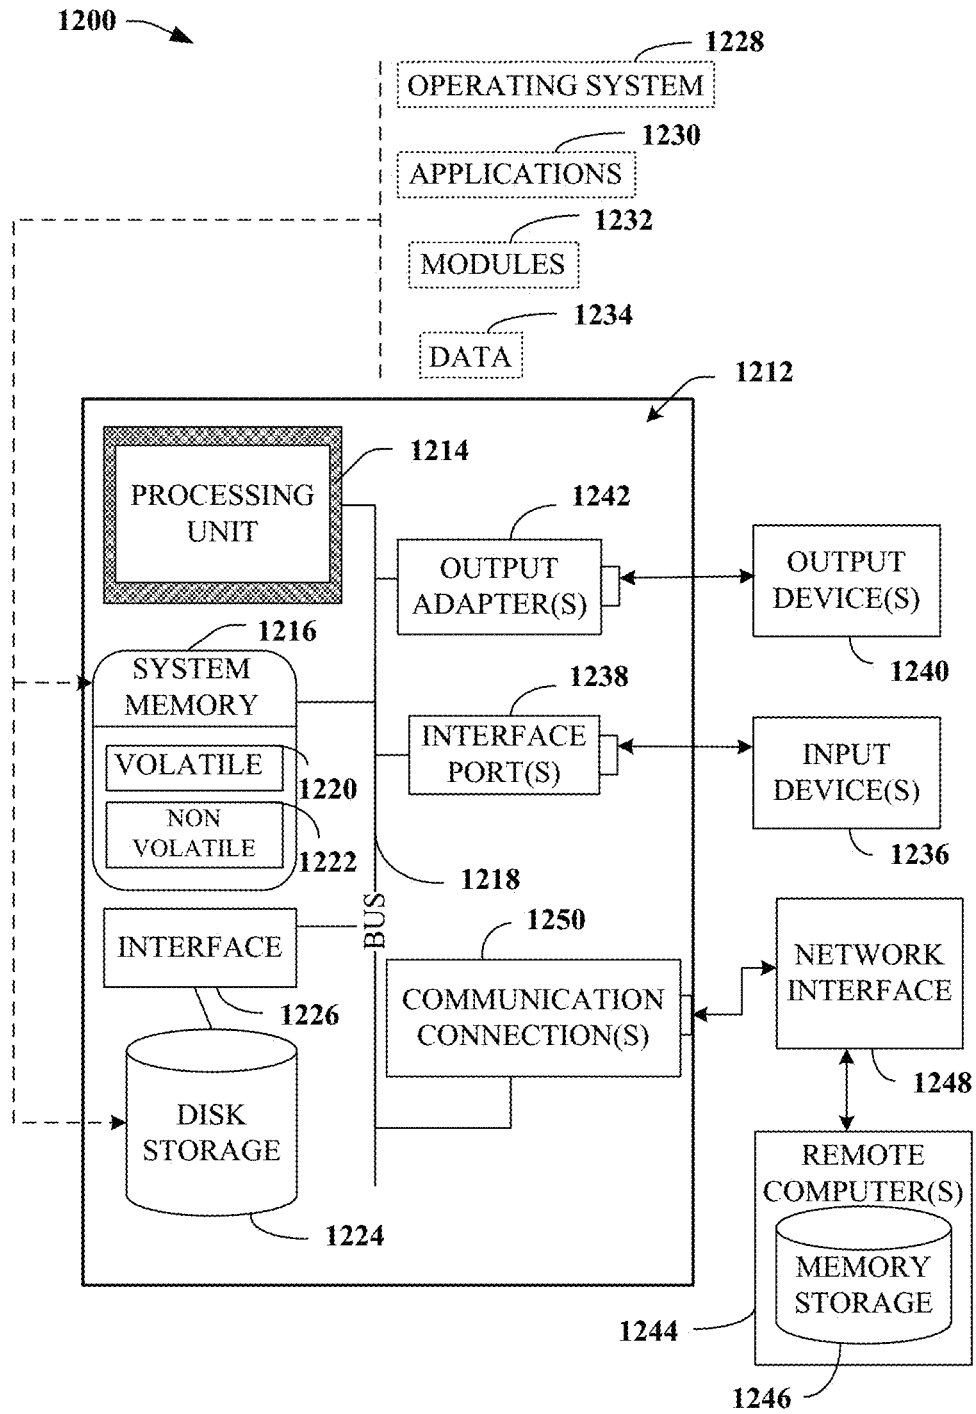 1200
1228
OPERATING SYSTEM
1230
APPLICATIONS
1232
MODULES
1234
DATA
1212
1214
PROCESSING
UNIT
1242
OUTPUT
ADAPTER(S)
OUTPUT
DEVICE(S)
1240
1216
SYSTEM
MEMORY
1238
INTERFACE
PORT(S)
INPUT
DEVICE(S)
1236
VOLATILE
1220
NON
VOLATILE
1222
1218
BUS
1250
INTERFACE
1226
COMMUNICATION
CONNECTION(S)
NETWORK
INTERFACE
1248
DISK
STORAGE
1224
REMOTE
COMPUTER(S)
MEMORY
STORAGE
1244
1246